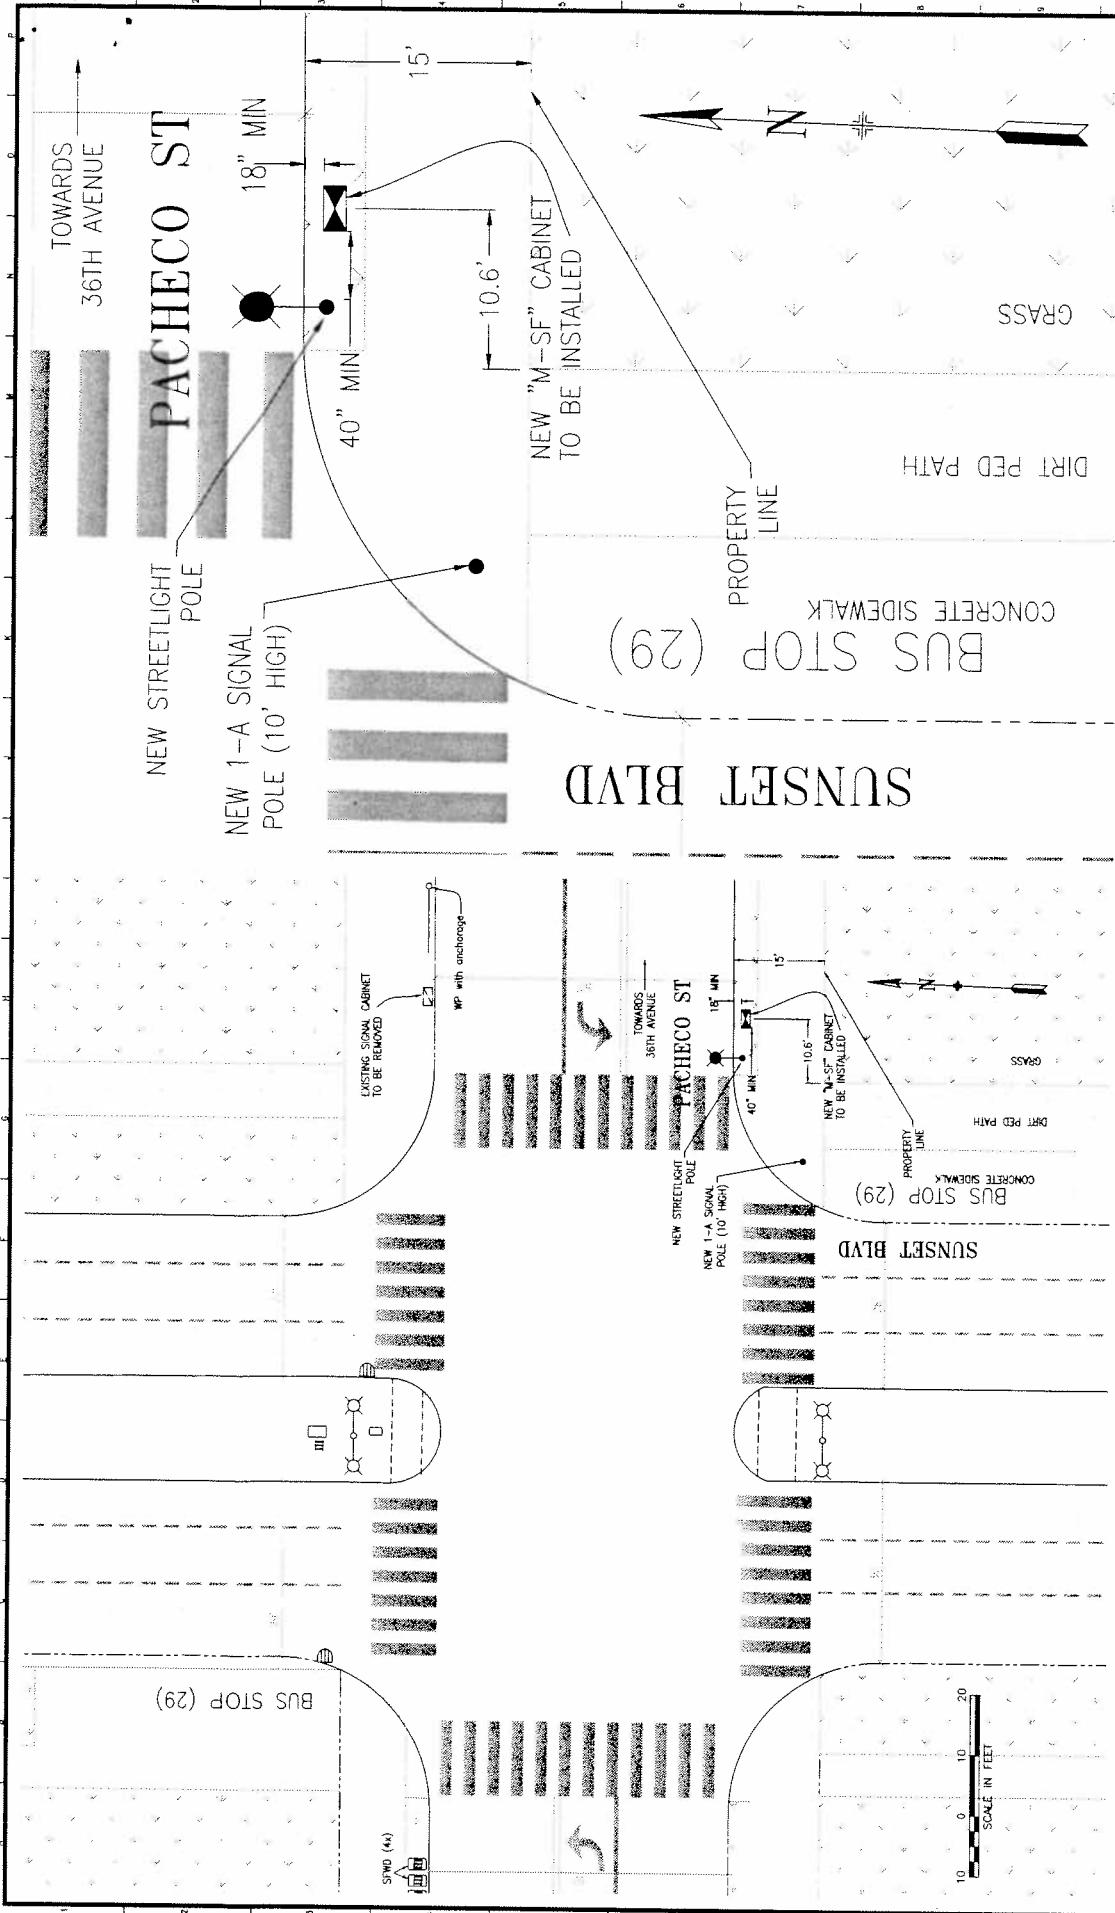 TOWARDS
36TH AVENUE
PACHECO ST
18" MIN
15'
40" MIN
10.6'
NEW STREETLIGHT
POLE
NEW 1-A SIGNAL
POLE (10' HIGH)
NEW "M-SF" CABINET
TO BE INSTALLED
PROPERTY
LINE
N
GRASS
DIRT PED PATH
CONCRETE SIDEWALK
BUS STOP (29)
SUNSET BLVD
EXISTING SIGNAL CABINET
TO BE REMOVED
WP with anchorage
TOWARDS
36TH AVENUE
PACHECO ST
18" MIN
15'
40" MIN
10.6'
NEW STREETLIGHT
POLE
NEW 1-A SIGNAL
POLE (10' HIGH)
NEW "M-SF" CABINET
TO BE INSTALLED
PROPERTY
LINE
N
GRASS
DIRT PED PATH
CONCRETE SIDEWALK
BUS STOP (29)
SUNSET BLVD
BUS STOP (29)
SFWD (4x)
10 0 10 20
SCALE IN FEET